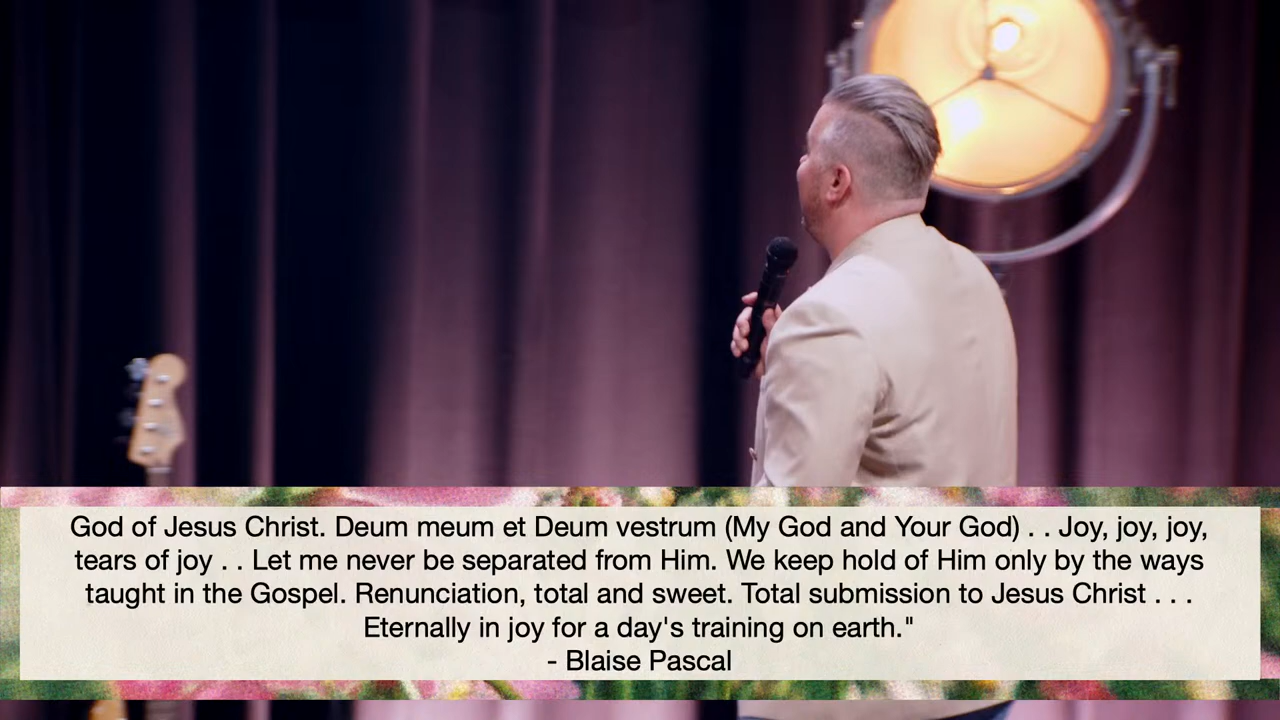 God of Jesus Christ. Deum meum et Deum vestrum (My God and Your God) . . Joy, joy, joy,
tears of joy . . Let me never be separated from Him. We keep hold of Him only by the ways
taught in the Gospel. Renunciation, total and sweet. Total submission to Jesus Christ . . .
Eternally in joy for a day's training on earth."
- Blaise Pascal